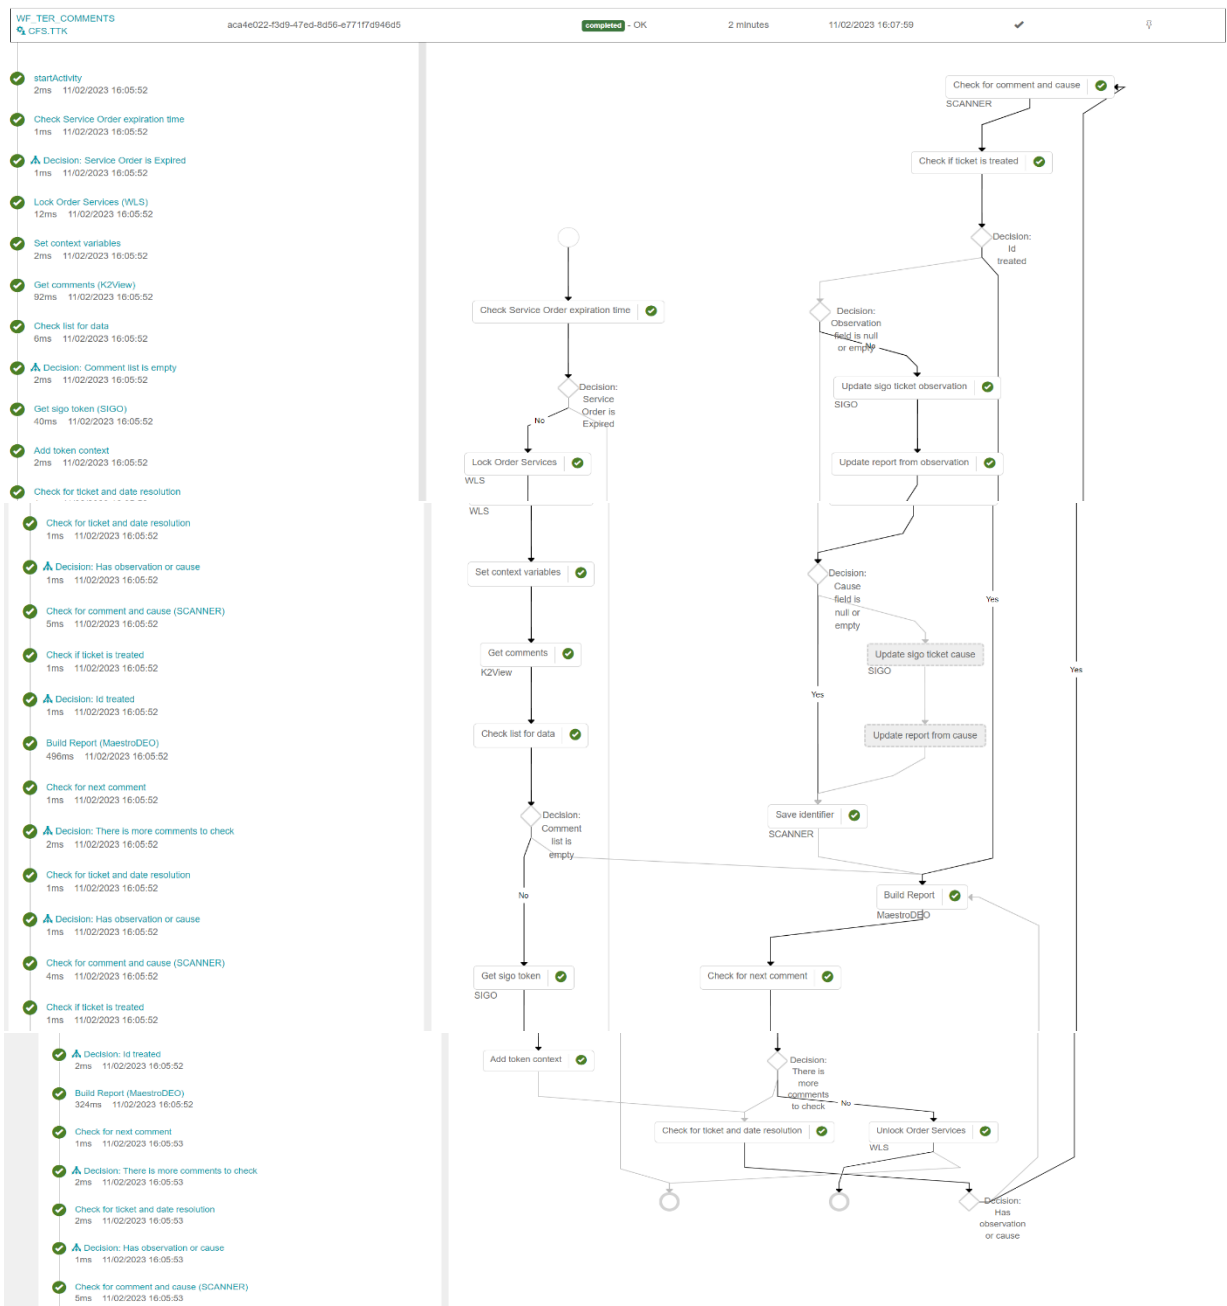 WF_TER_COMMENTS
CFS.TTK
aca4e022-f3d9-47ed-8d56-e771f7d946d5
completed - OK
2 minutes
11/02/2023 16:07:59
startActivity
2ms 11/02/2023 16:05:52
Check Service Order expiration time
1ms 11/02/2023 16:05:52
Decision: Service Order is Expired
1ms 11/02/2023 16:05:52
Lock Order Services (WLS)
12ms 11/02/2023 16:05:52
Set context variables
2ms 11/02/2023 16:05:52
Get comments (K2View)
92ms 11/02/2023 16:05:52
Check list for data
6ms 11/02/2023 16:05:52
Decision: Comment list is empty
2ms 11/02/2023 16:05:52
Get sigo token (SIGO)
40ms 11/02/2023 16:05:52
Add token context
2ms 11/02/2023 16:05:52
Check for ticket and date resolution
Check for ticket and date resolution
1ms 11/02/2023 16:05:52
Decision: Has observation or cause
1ms 11/02/2023 16:05:52
Check for comment and cause (SCANNER)
5ms 11/02/2023 16:05:52
Check if ticket is treated
1ms 11/02/2023 16:05:52
Decision: Id treated
1ms 11/02/2023 16:05:52
Build Report (MaestroDEO)
496ms 11/02/2023 16:05:52
Check for next comment
1ms 11/02/2023 16:05:52
Decision: There is more comments to check
2ms 11/02/2023 16:05:52
Check for ticket and date resolution
1ms 11/02/2023 16:05:52
Decision: Has observation or cause
1ms 11/02/2023 16:05:52
Check for comment and cause (SCANNER)
4ms 11/02/2023 16:05:52
Check if ticket is treated
1ms 11/02/2023 16:05:52
Decision: Id treated
2ms 11/02/2023 16:05:52
Build Report (MaestroDEO)
324ms 11/02/2023 16:05:52
Check for next comment
1ms 11/02/2023 16:05:53
Decision: There is more comments to check
2ms 11/02/2023 16:05:53
Check for ticket and date resolution
2ms 11/02/2023 16:05:53
Decision: Has observation or cause
1ms 11/02/2023 16:05:53
Check for comment and cause (SCANNER)
5ms 11/02/2023 16:05:53
Check Service Order expiration time
Decision:
Service
Order is
Expired
No
Lock Order Services
WLS
WLS
Set context variables
Get comments
K2View
Check list for data
Decision:
Comment
list is
empty
No
Get sigo token
SIGO
Add token context
Check for comment and cause
SCANNER
Check if ticket is treated
Decision:
Id
treated
Decision:
Observation
field is null
or empty
No
Update sigo ticket observation
SIGO
Update report from observation
Decision:
Cause
field is
null or
empty
Yes
Yes
Update sigo ticket cause
SIGO
Yes
Update report from cause
Save identifier
SCANNER
Build Report
MaestroDEO
Check for next comment
Decision:
There is
more
comments
to check
No
Check for ticket and date resolution
Unlock Order Services
WLS
Decision:
Has
observation
or cause